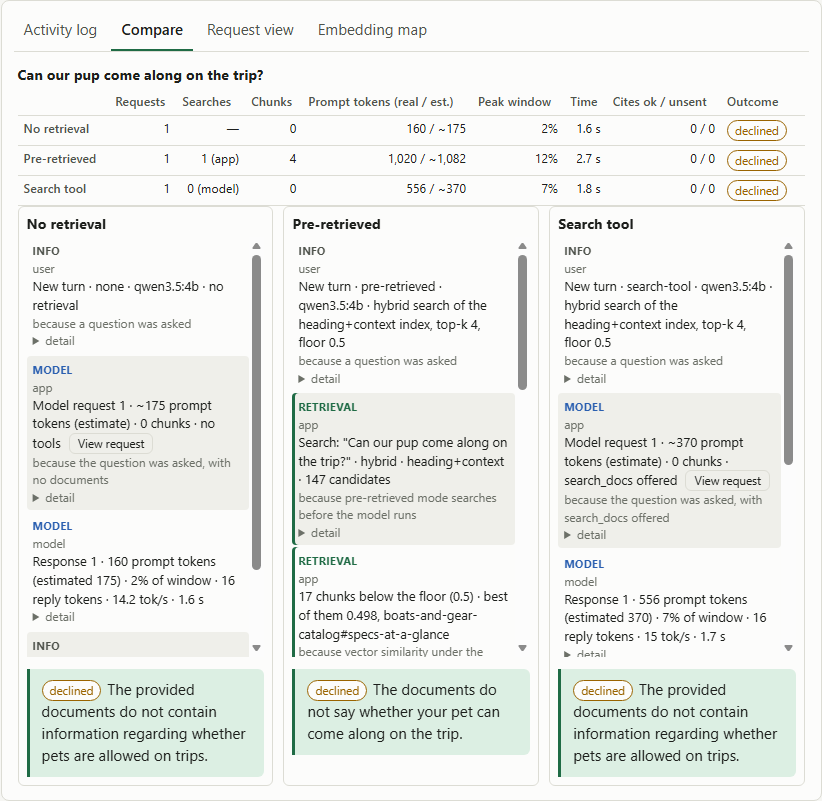 Activity log Compare Request view Embedding map
Can our pup come along on the trip?
Requests Searches Chunks Prompt tokens (real / est.) Peak window Time Cites ok / unsent Outcome
No retrieval 1 — 0 160 / ~175 2% 1.6 s 0 / 0 declined
Pre-retrieved 1 1 (app) 4 1,020 / ~1,082 12% 2.7 s 0 / 0 declined
Search tool 1 0 (model) 0 556 / ~370 7% 1.8 s 0 / 0 declined
No retrieval
INFO
user
New turn · none · qwen3.5:4b · no
retrieval
because a question was asked
▶ detail
MODEL
app
Model request 1 · ~175 prompt
tokens (estimate) · 0 chunks · no
tools View request
because the question was asked, with
no documents
▶ detail
MODEL
model
Response 1 · 160 prompt tokens
(estimated 175) · 2% of window · 16
reply tokens · 14.2 tok/s · 1.6 s
▶ detail
INFO
declined The provided
documents do not contain
information regarding whether
pets are allowed on trips.
Pre-retrieved
INFO
user
New turn · pre-retrieved ·
qwen3.5:4b · hybrid search of the
heading+context index, top-k 4,
floor 0.5
because a question was asked
▶ detail
RETRIEVAL
app
Search: "Can our pup come along on
the trip?" · hybrid · heading+context
· 147 candidates
because pre-retrieved mode searches
before the model runs
▶ detail
RETRIEVAL
app
17 chunks below the floor (0.5) · best
of them 0.498, boats-and-gear-
catalog#specs-at-a-glance
because vector similarity under the
declined The documents do
not say whether your pet can
come along on the trip.
Search tool
INFO
user
New turn · search-tool · qwen3.5:4b ·
hybrid search of the
heading+context index, top-k 4,
floor 0.5
because a question was asked
▶ detail
MODEL
app
Model request 1 · ~370 prompt
tokens (estimate) · 0 chunks ·
search_docs offered View request
because the question was asked, with
search_docs offered
▶ detail
MODEL
model
Response 1 · 556 prompt tokens
(estimated 370) · 7% of window · 16
reply tokens · 15 tok/s · 1.7 s
▶ detail
declined The provided
documents do not contain
information regarding whether
pets are allowed on trips.